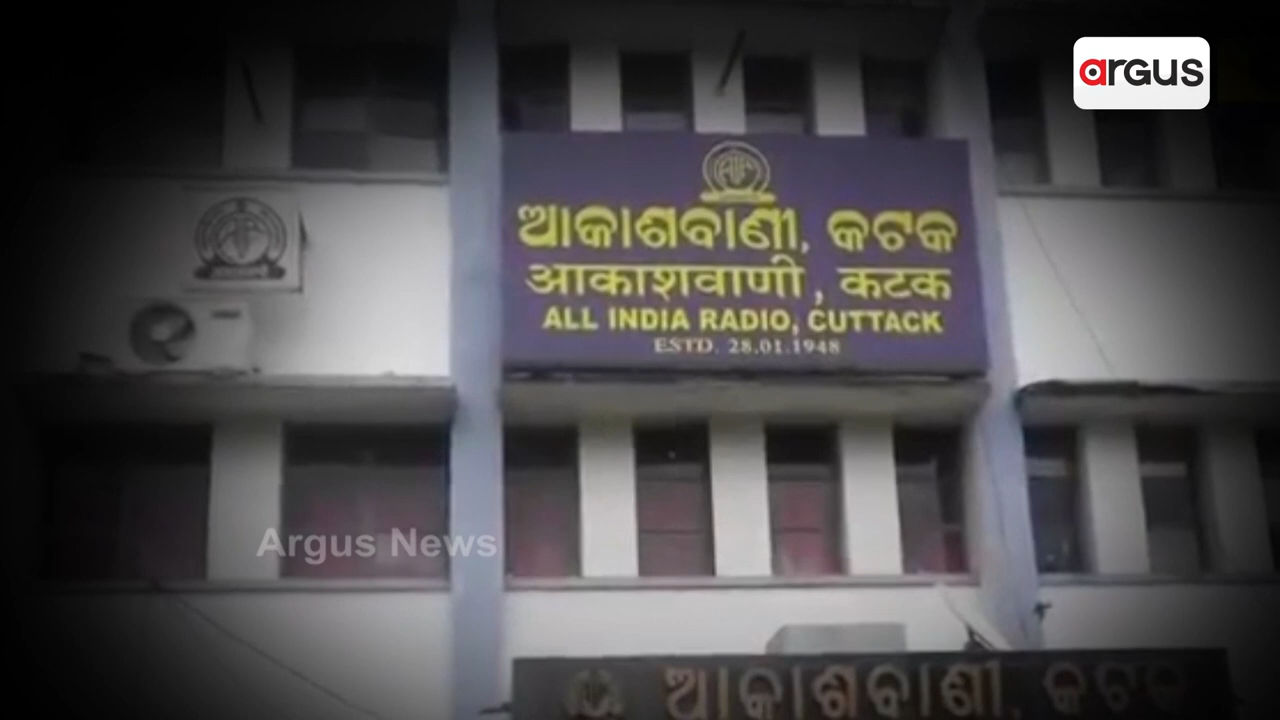 argus
ଆକାଶବାଣୀ, କଟକ
आकाशवाणी, कटक
ALL INDIA RADIO, CUTTACK
ESTD. 28.01.1948
Argus News
ଆକାଶବାଣୀ, କଟକ